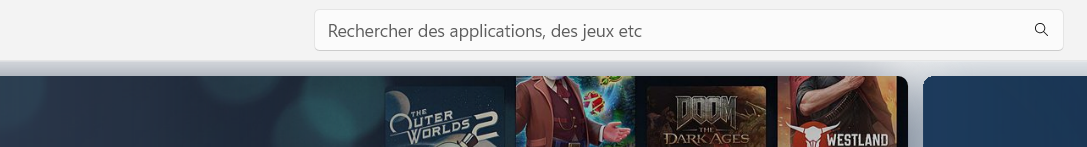 Rechercher des applications, des jeux etc
THE
OUTER
WORLDS 2
DOOM
THE
DARK AGES
WESTLAND